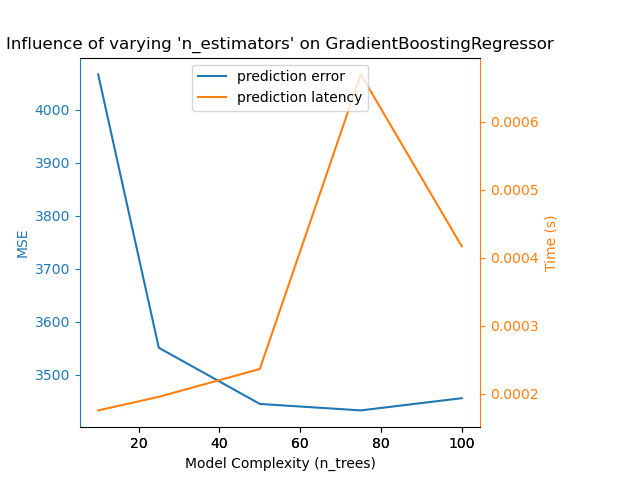 Influence of varying 'n_estimators' on GradientBoostingRegressor
prediction error
prediction latency
4000
3900
3800
3700
3600
3500
MSE
0.0006
0.0005
0.0004
0.0003
0.0002
Time (s)
20 40 60 80 100
Model Complexity (n_trees)